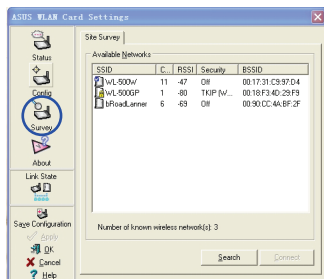 ASUS WLAN Card Settings
Status
Config
Survey
About
Link State
Save Configuration
Apply
OK
Cancel
Help
Site Survey
Available Networks
SSID C... RSSI Security BSSID
WL-500W 11 -47 Off 00:17:31:C9:97:D4
WL-500GP 1 -80 TKIP (W... 00:18:F3:4D:29:F9
bRoadLanner 6 -69 Off 00:90:CC:4A:BF:2F
Number of known wireless network(s): 3
Search Connect